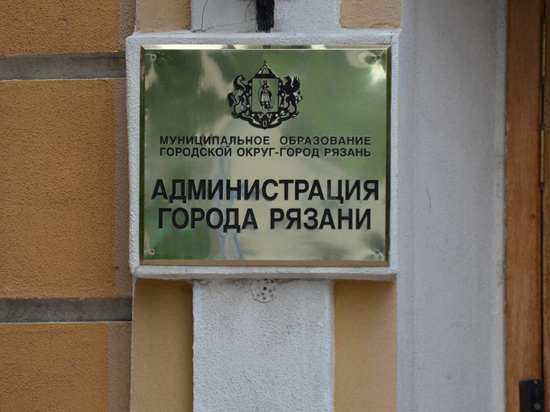 МУНИЦИПАЛЬНОЕ ОБРАЗОВАНИЕ
ГОРОДСКОЙ ОКРУГ-ГОРОД РЯЗАНЬ
АДМИНИСТРАЦИЯ
ГОРОДА РЯЗАНИ